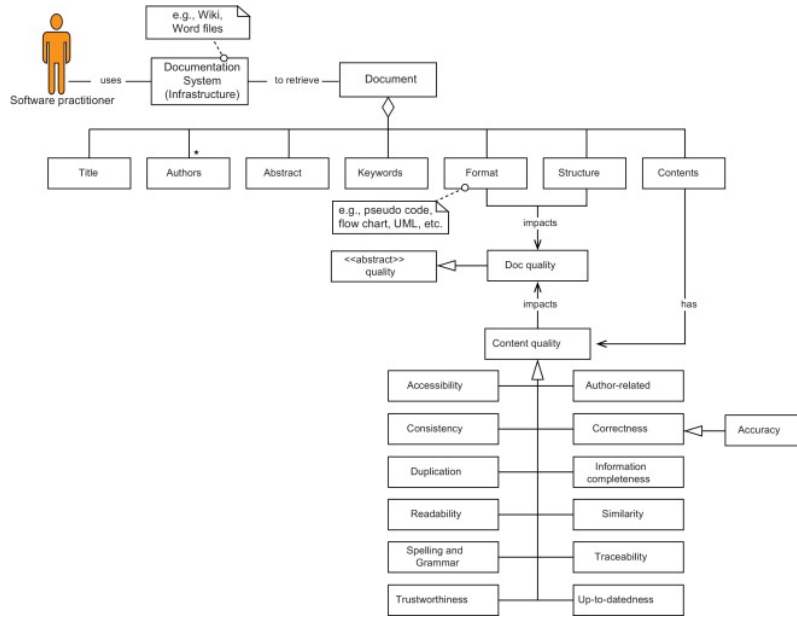 e.g., Wiki,
Word files
Software practitioner
uses
Documentation
System
(Infrastructure)
to retrieve
Document
Title
*
Authors
Abstract
Keywords
Format
Structure
Contents
e.g., pseudo code,
flow chart, UML, etc.
impacts
<<abstract>>
quality
Doc quality
impacts
has
Content quality
Accessibility
Author-related
Consistency
Correctness
Accuracy
Duplication
Information
completeness
Readability
Similarity
Spelling and
Grammar
Traceability
Trustworthiness
Up-to-datedness